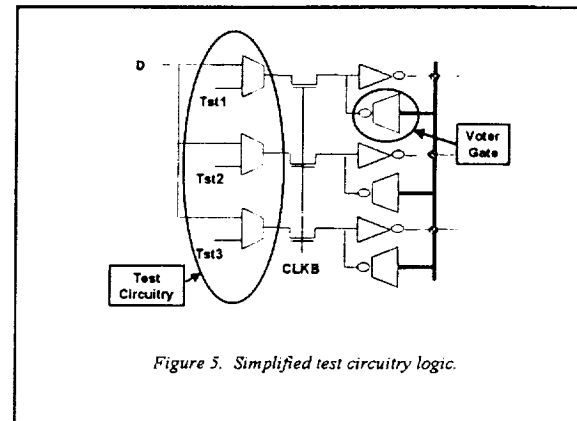 D
Tst1
Voter
Gate
Tst2
Tst3
Test
Circuitry
CLKB
Figure 5. Simplified test circuitry logic.